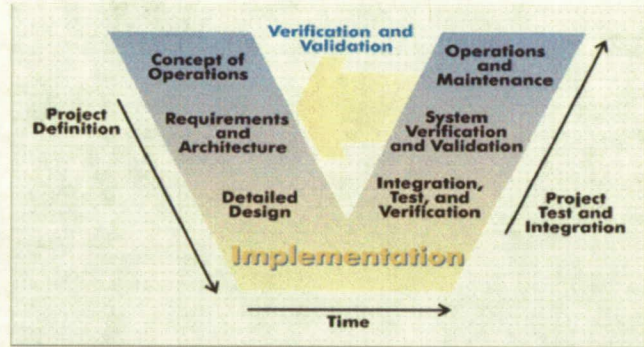 Verification and
Validation
Concept of
Operations
Operations
and
Maintenance
Project
Definition
Requirements
and
Architecture
System
Verification
and Validation
Detailed
Design
Integration,
Test, and
Verification
Project
Test and
Integration
Implementation
Time